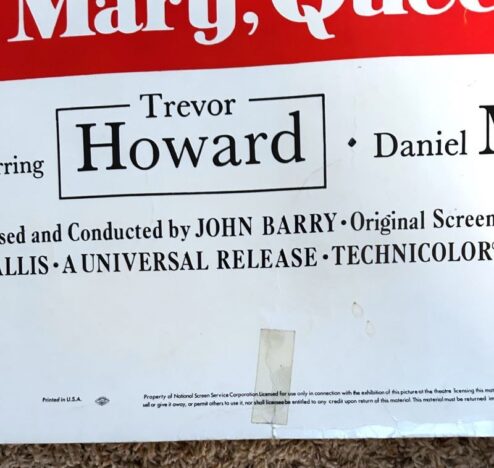 Mary, Quee
rring
Trevor
Howard · Daniel M
sed and Conducted by JOHN BARRY · Original Screen
ALLIS · A UNIVERSAL RELEASE · TECHNICOLOR®
Printed in U.S.A.
Property of National Screen Service Corporation. Licensed for use only in connection with the exhibition of this picture at the theatre licensing this mat
sell or give it away, or permit others to use it, nor shall licensee be entitled to any credit upon return of this material. This material must be returned im